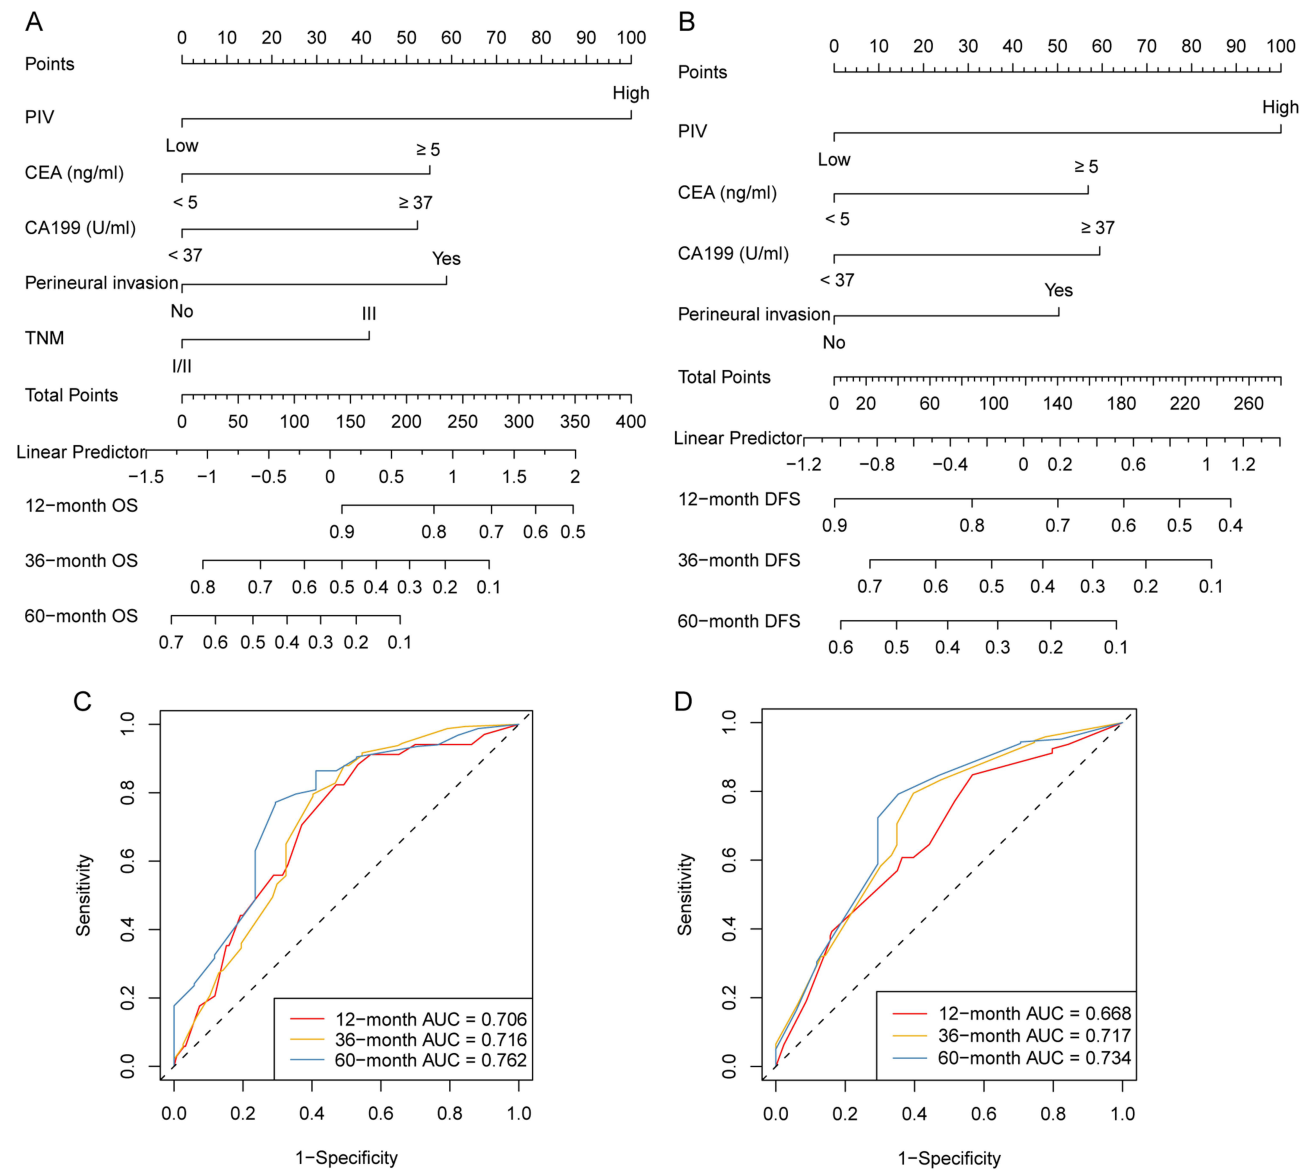 A
0 10 20 30 40 50 60 70 80 90 100
Points
High
PIV
Low
≥ 5
CEA (ng/ml)
< 5
≥ 37
CA199 (U/ml)
< 37
Yes
Perineural invasion
No
III
TNM
I/II
Total Points
0 50 100 150 200 250 300 350 400
Linear Predictor
−1.5 −1 −0.5 0 0.5 1 1.5 2
12−month OS
0.9 0.8 0.7 0.6 0.5
36−month OS
0.8 0.7 0.6 0.5 0.4 0.3 0.2 0.1
60−month OS
0.7 0.6 0.5 0.4 0.3 0.2 0.1
B
0 10 20 30 40 50 60 70 80 90 100
Points
High
PIV
Low
≥ 5
CEA (ng/ml)
< 5
≥ 37
CA199 (U/ml)
< 37
Yes
Perineural invasion
No
Total Points
0 20 60 100 140 180 220 260
Linear Predictor
−1.2 −0.8 −0.4 0 0.2 0.6 1 1.2
12−month DFS
0.9 0.8 0.7 0.6 0.5 0.4
36−month DFS
0.7 0.6 0.5 0.4 0.3 0.2 0.1
60−month DFS
0.6 0.5 0.4 0.3 0.2 0.1
C
Sensitivity
1.0
0.8
0.6
0.4
0.2
0.0
12−month AUC = 0.706
36−month AUC = 0.716
60−month AUC = 0.762
0.0 0.2 0.4 0.6 0.8 1.0
1−Specificity
D
Sensitivity
1.0
0.8
0.6
0.4
0.2
0.0
12−month AUC = 0.668
36−month AUC = 0.717
60−month AUC = 0.734
0.0 0.2 0.4 0.6 0.8 1.0
1−Specificity